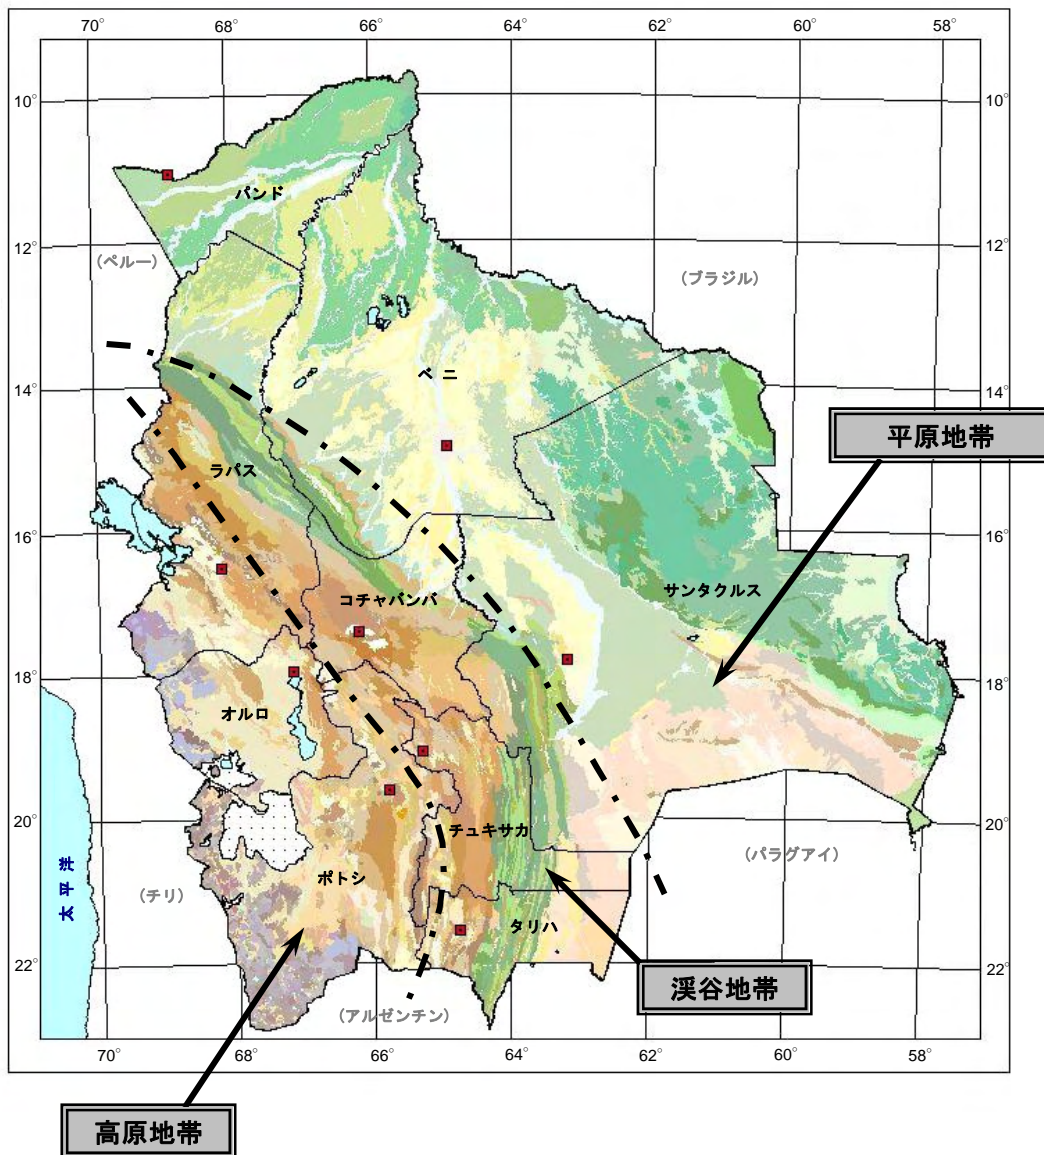 70° 68° 66° 64° 62° 60° 58°
10° 10°
パンド
12° 12°
(ペルー)
(ブラジル)
ベニ
14° 14°
平原地帯
ラパス
16° 16°
サンタクルス
コチャバンバ
18° 18°
オルロ
20° 20°
チュキサカ
(パラグアイ)
ポトシ
(チリ)
太平洋
タリハ
22° 22°
渓谷地帯
(アルゼンチン)
70° 68° 66° 64° 62° 60° 58°
高原地帯